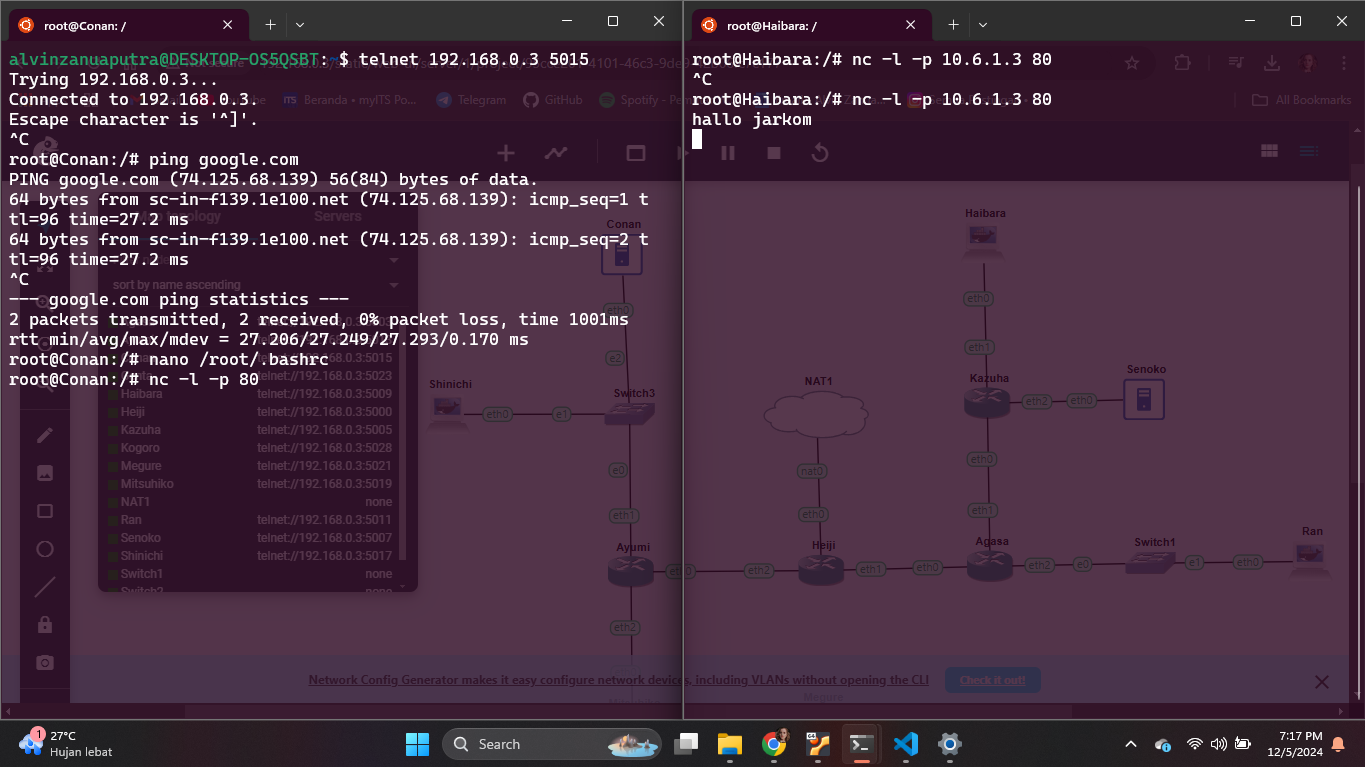 root@Conan: /
root@Haibara: /
alvinzanuaputra@DESKTOP-OS5QSBT:~$ telnet 192.168.0.3 5015
Trying 192.168.0.3...
Connected to 192.168.0.3.
Escape character is '^]'.
^C
root@Conan:/# ping google.com
PING google.com (74.125.68.139) 56(84) bytes of data.
64 bytes from sc-in-f139.1e100.net (74.125.68.139): icmp_seq=1 t
tl=96 time=27.2 ms
64 bytes from sc-in-f139.1e100.net (74.125.68.139): icmp_seq=2 t
tl=96 time=27.2 ms
^C
--- google.com ping statistics ---
2 packets transmitted, 2 received, 0% packet loss, time 1001ms
rtt min/avg/max/mdev = 27.206/27.249/27.293/0.170 ms
root@Conan:/# nano /root/.bashrc
root@Conan:/# nc -l -p 80
root@Haibara:/# nc -l -p 10.6.1.3 80
^C
root@Haibara:/# nc -l -p 10.6.1.3 80
hallo jarkom
Beranda / myITS Po...
Telegram
GitHub
All Bookmarks
Map topology
Servers
sort by name ascending
telnet://192.168.0.3:5015
telnet://192.168.0.3:5023
Haibara telnet://192.168.0.3:5009
Heiji telnet://192.168.0.3:5000
Kazuha telnet://192.168.0.3:5005
Kogoro telnet://192.168.0.3:5028
Megure telnet://192.168.0.3:5021
Mitsuhiko telnet://192.168.0.3:5019
NAT1 none
Ran telnet://192.168.0.3:5011
Senoko telnet://192.168.0.3:5007
Shinichi telnet://192.168.0.3:5017
Switch1 none
Switch2 none
Conan
eth0
e2
Shinichi
eth0
e1
Switch3
e0
eth1
Ayumi
eth0
eth2
eth2
NAT1
nat0
eth0
Heiji
eth1
eth0
Haibara
eth0
eth1
Kazuha
eth2
eth0
Senoko
eth0
eth1
Agasa
eth2
e0
Switch1
e1
eth0
Ran
Megure
Network Config Generator makes it easy configure network devices, including VLANs without opening the CLI
Check it out!
1
27°C
Hujan lebat
Search
7:17 PM
12/5/2024